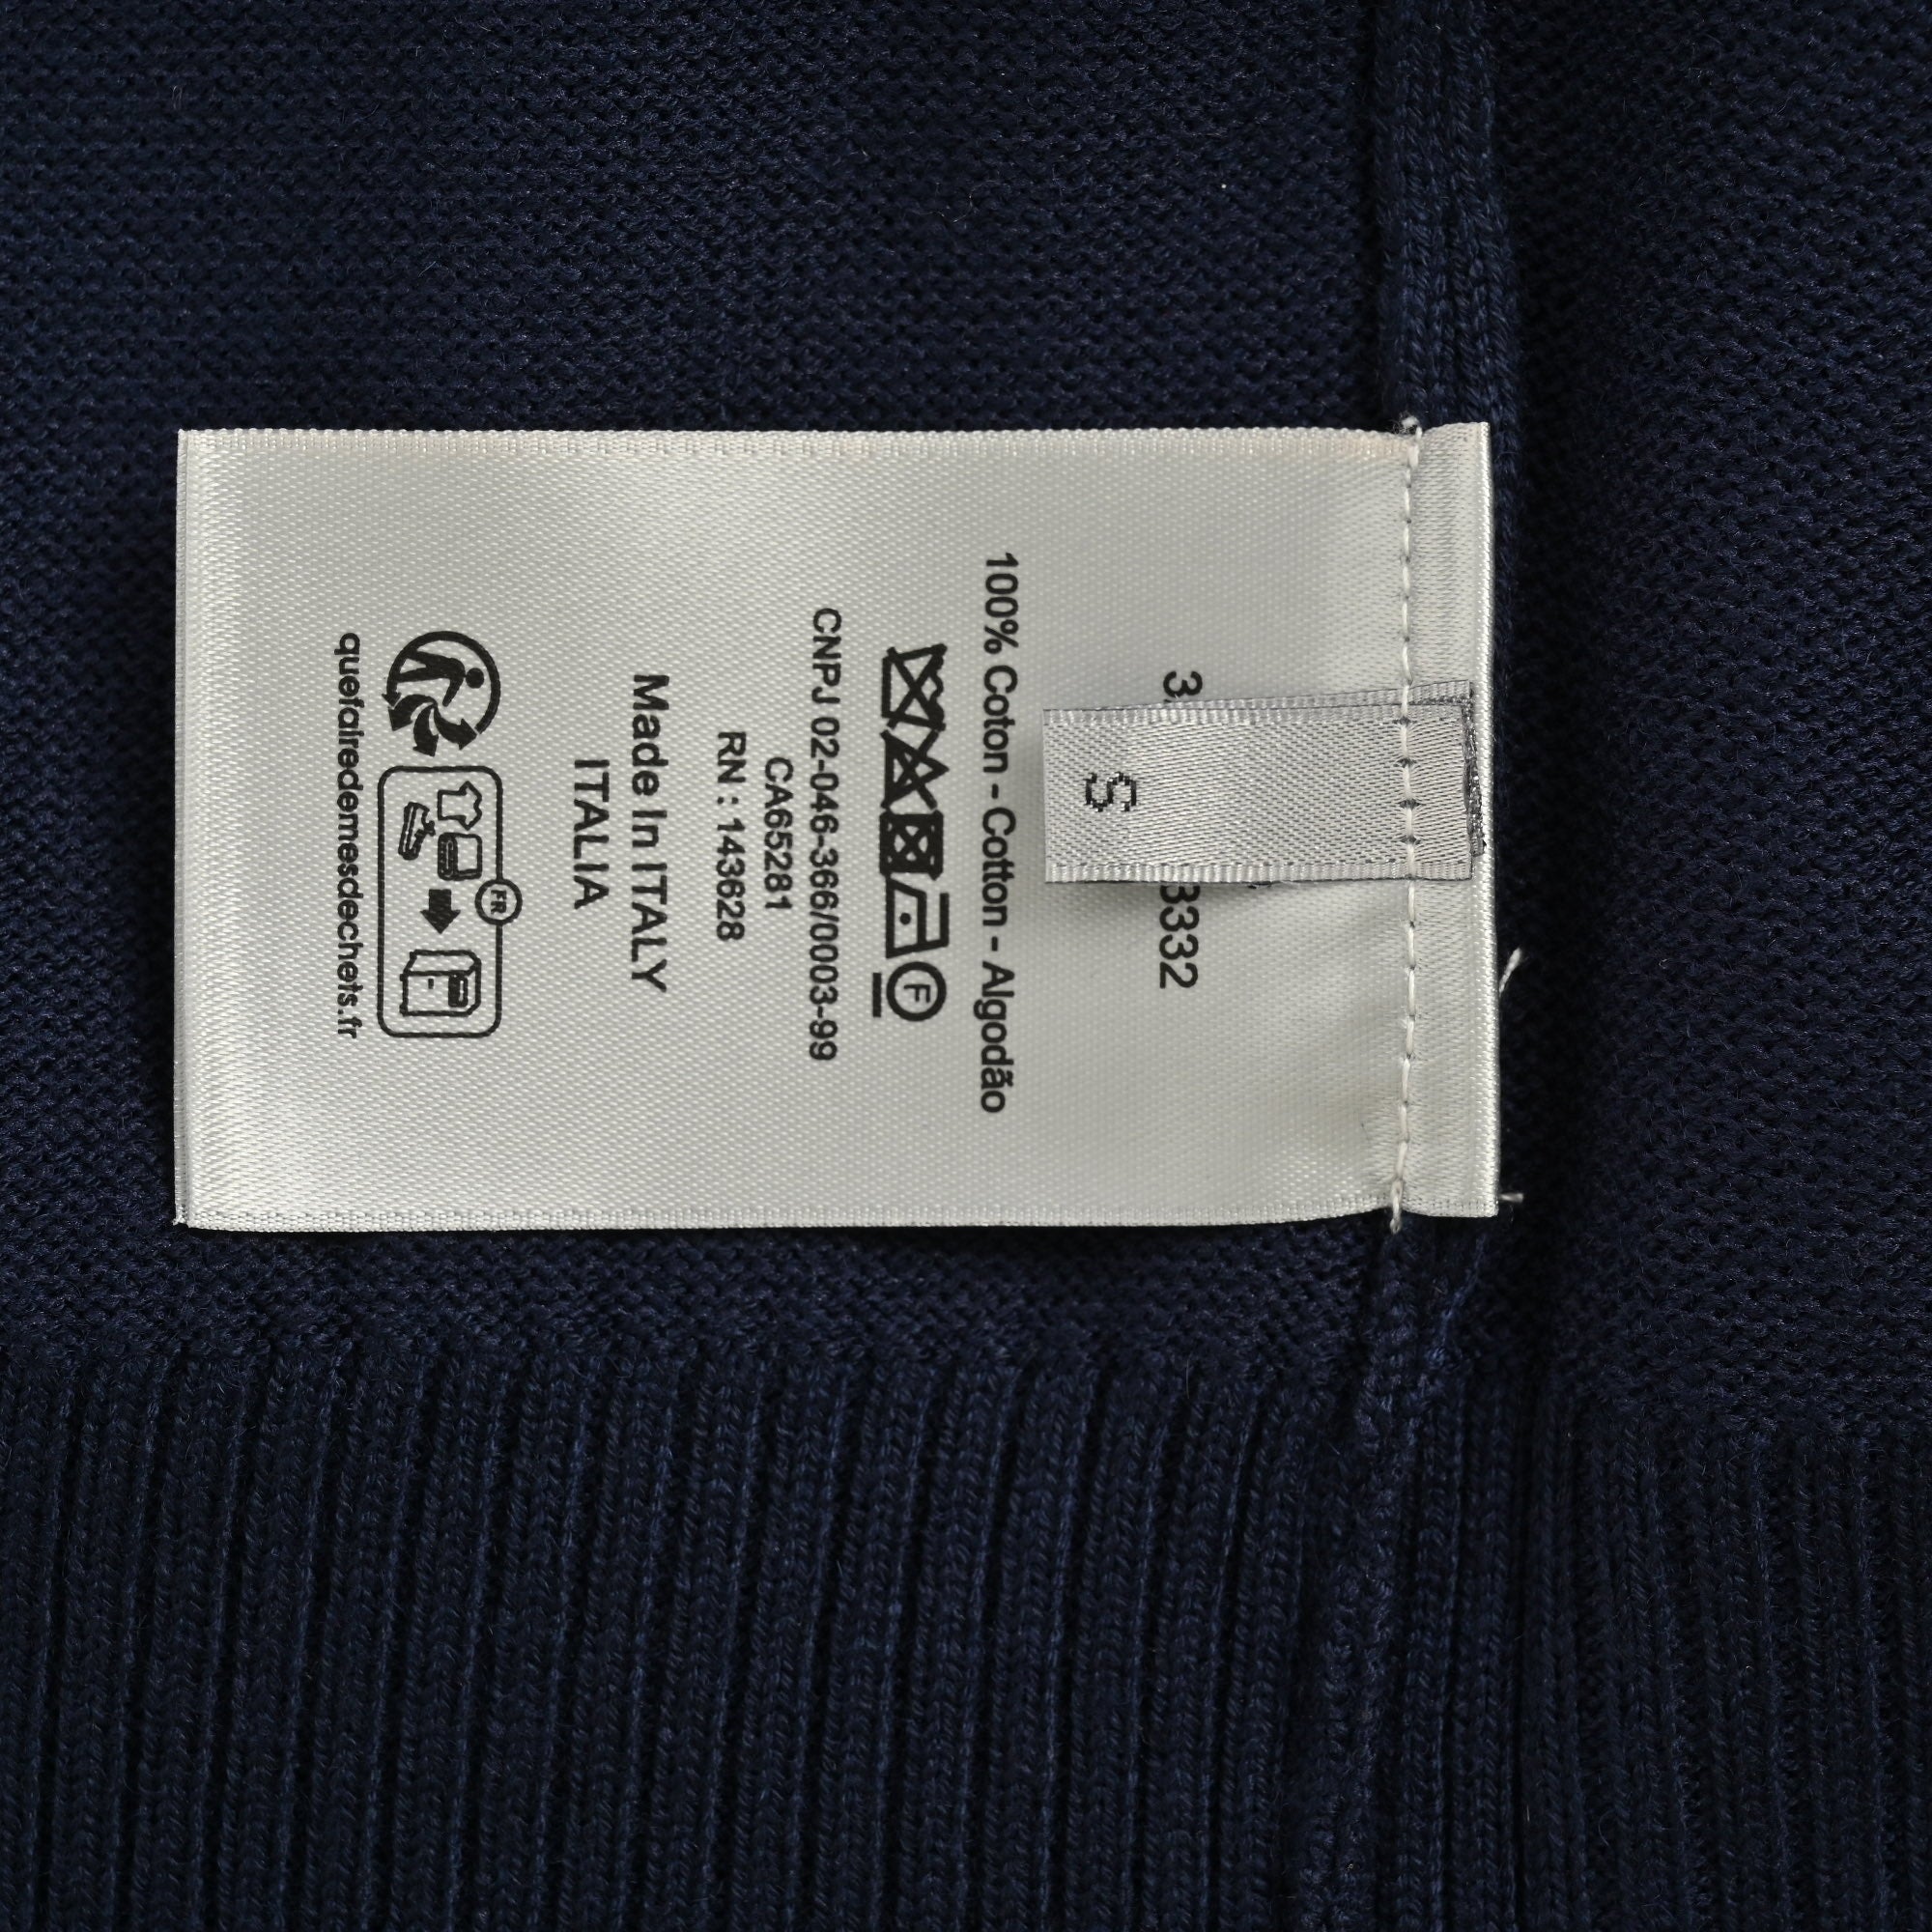 S
3332
100% Coton - Cotton - Algodão
F
CNPJ 02-046-366/0003-99
CA65281
RN : 143628
Made In ITALY
ITALIA
FR
quefairedemesdechets.fr